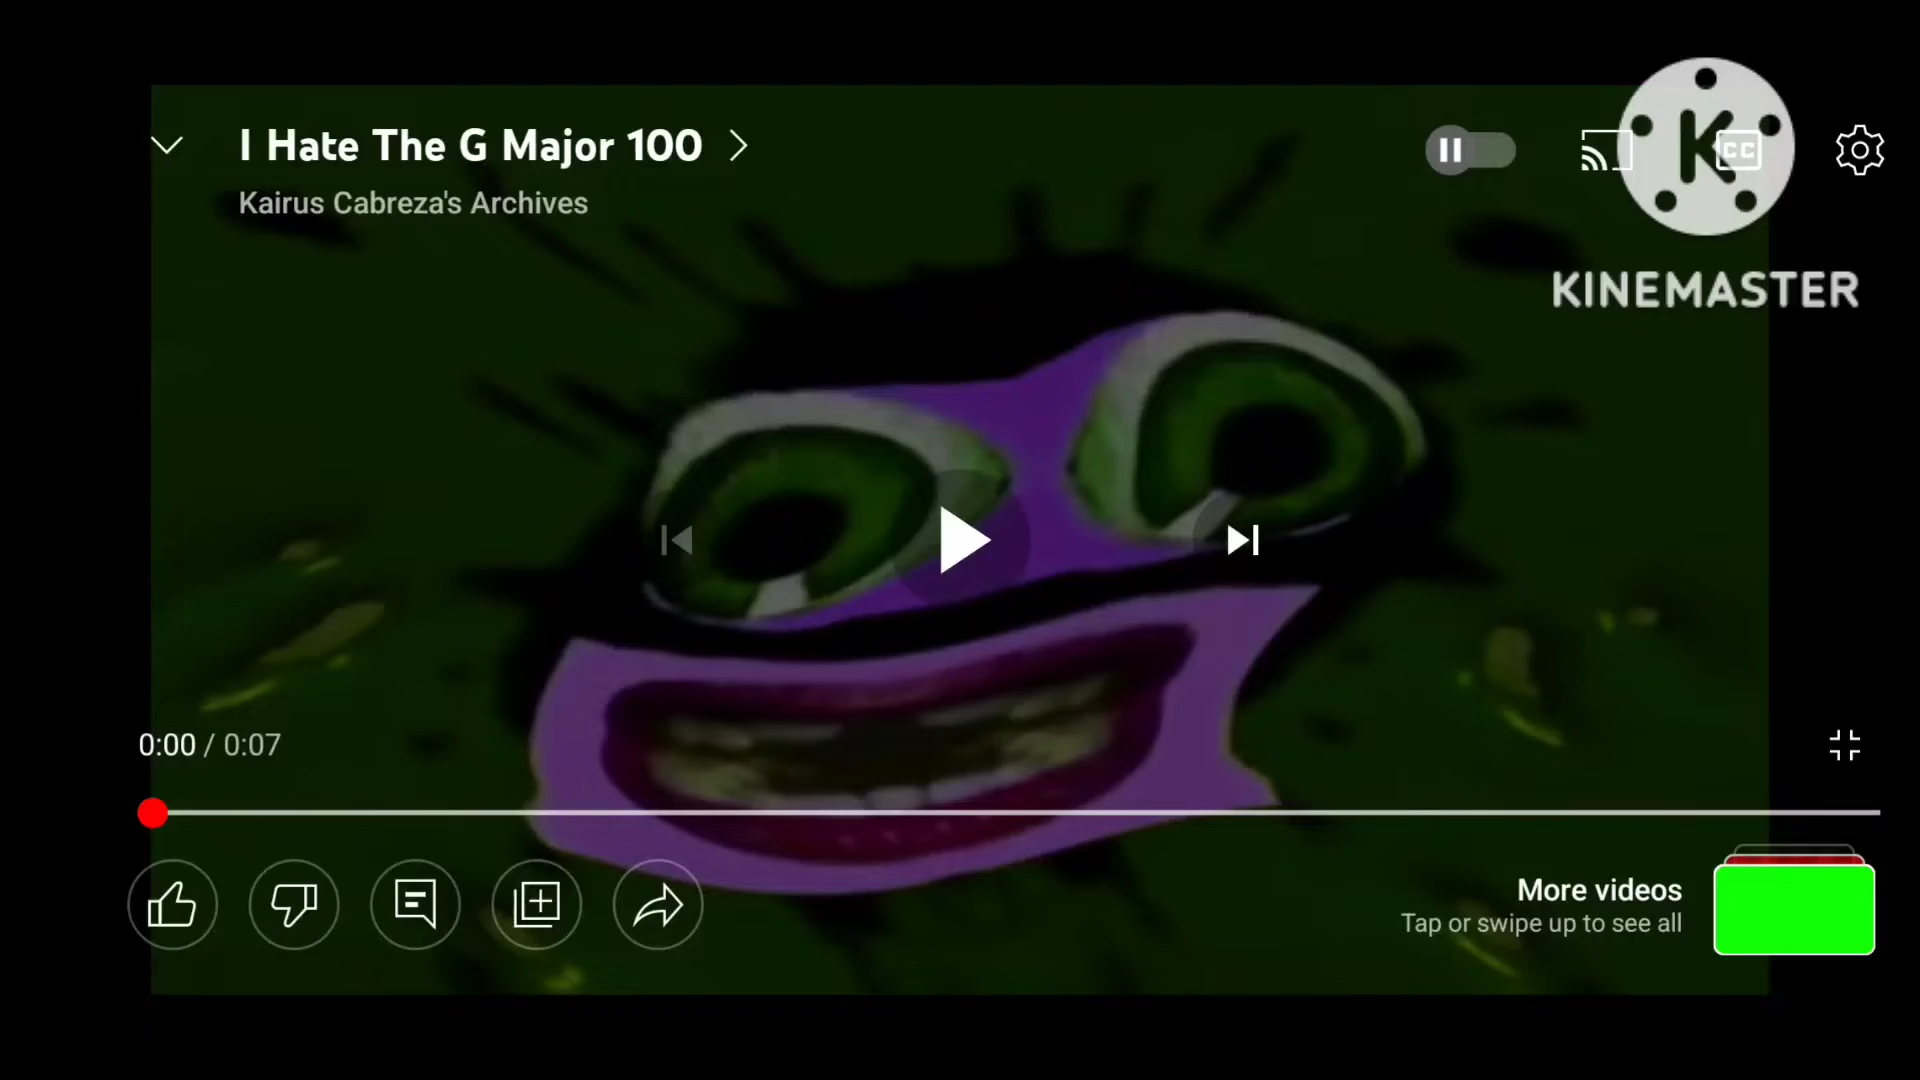 I Hate The G Major 100
Kairus Cabreza's Archives
K
CC
KINEMASTER
0:00 / 0:07
More videos
Tap or swipe up to see all